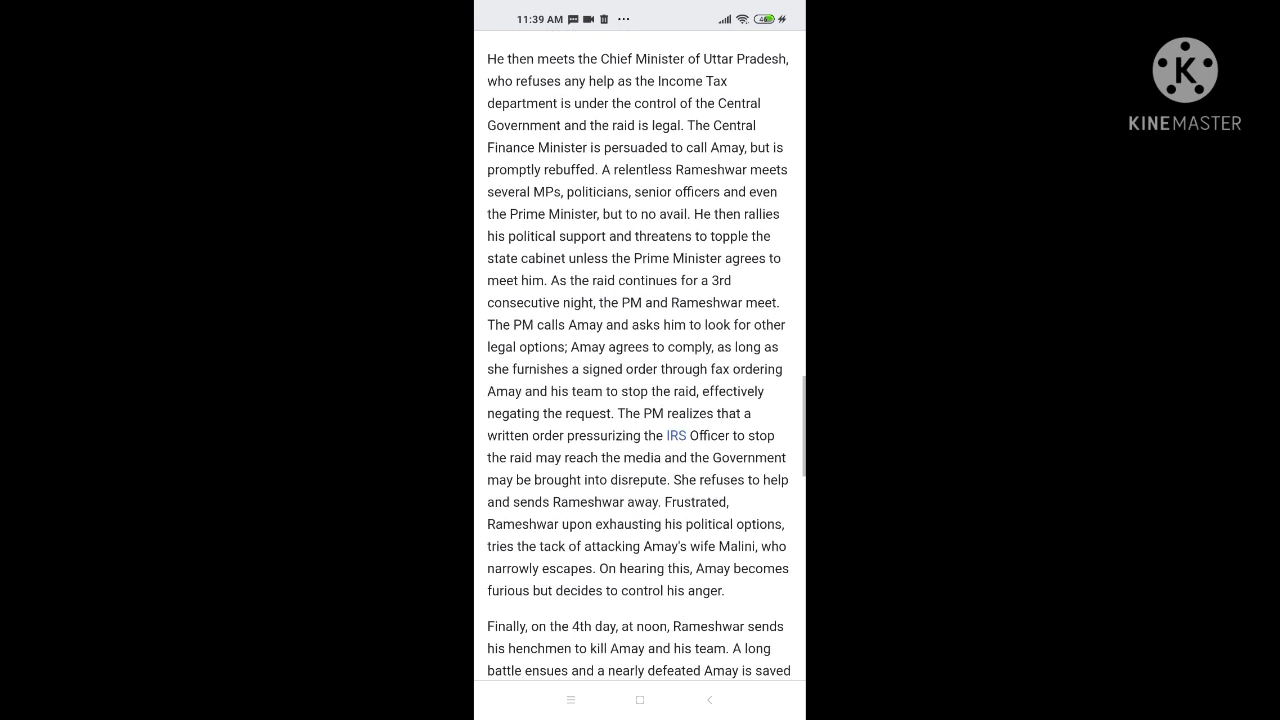 11:39 AM
46
He then meets the Chief Minister of Uttar Pradesh,
who refuses any help as the Income Tax
department is under the control of the Central
Government and the raid is legal. The Central
Finance Minister is persuaded to call Amay, but is
promptly rebuffed. A relentless Rameshwar meets
several MPs, politicians, senior officers and even
the Prime Minister, but to no avail. He then rallies
his political support and threatens to topple the
state cabinet unless the Prime Minister agrees to
meet him. As the raid continues for a 3rd
consecutive night, the PM and Rameshwar meet.
The PM calls Amay and asks him to look for other
legal options; Amay agrees to comply, as long as
she furnishes a signed order through fax ordering
Amay and his team to stop the raid, effectively
negating the request. The PM realizes that a
written order pressurizing the IRS Officer to stop
the raid may reach the media and the Government
may be brought into disrepute. She refuses to help
and sends Rameshwar away. Frustrated,
Rameshwar upon exhausting his political options,
tries the tack of attacking Amay's wife Malini, who
narrowly escapes. On hearing this, Amay becomes
furious but decides to control his anger.
Finally, on the 4th day, at noon, Rameshwar sends
his henchmen to kill Amay and his team. A long
battle ensues and a nearly defeated Amay is saved
K
KINEMASTER